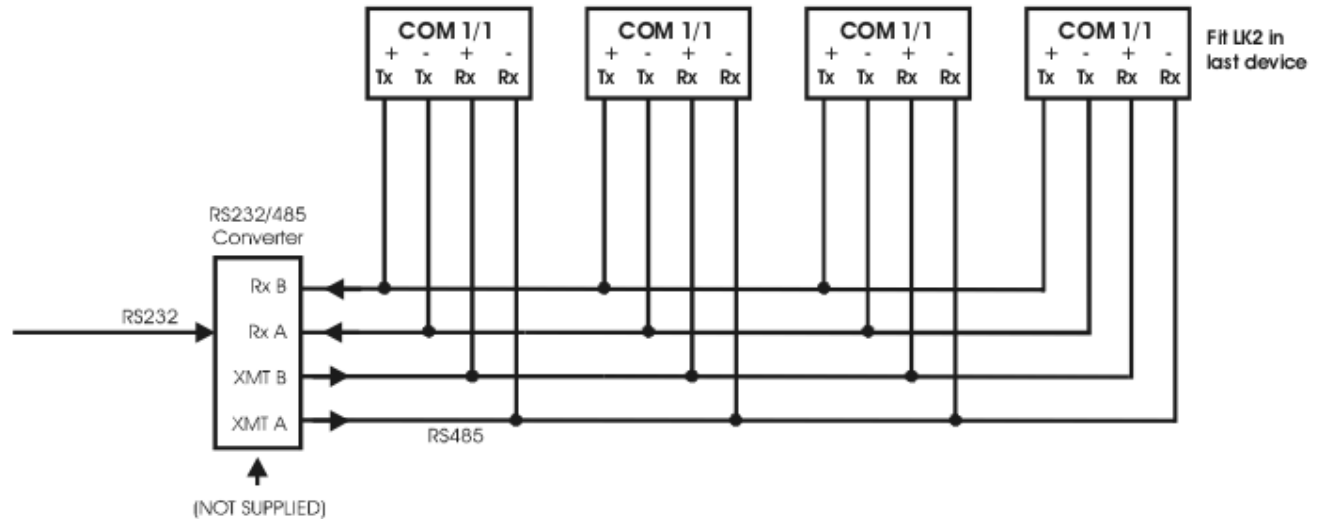 COM 1/1
+ - + -
Tx Tx Rx Rx
COM 1/1
+ - + -
Tx Tx Rx Rx
COM 1/1
+ - + -
Tx Tx Rx Rx
COM 1/1
+ - + -
Tx Tx Rx Rx
Fit LK2 in
last device
RS232/485
Converter
Rx B
RS232
Rx A
XMT B
XMT A
RS485
(NOT SUPPLIED)